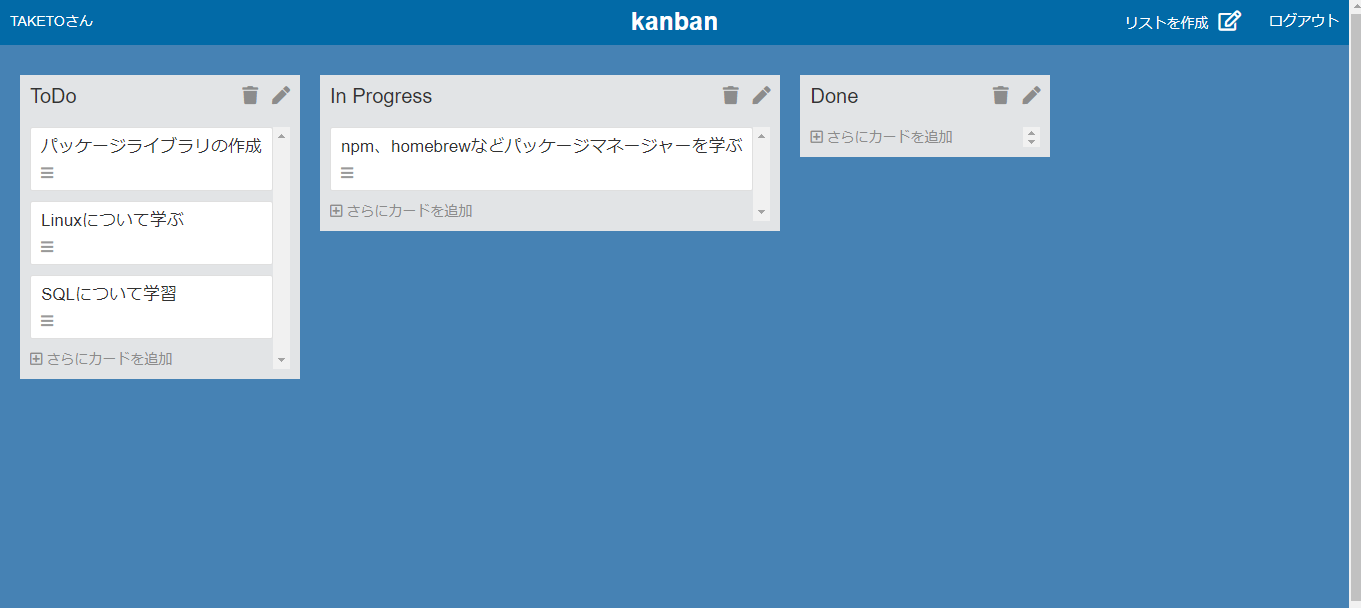 TAKETOさん
kanban
リストを作成
ログアウト
ToDo
パッケージライブラリの作成
Linuxについて学ぶ
SQLについて学習
さらにカードを追加
In Progress
npm、homebrewなどパッケージマネージャーを学ぶ
さらにカードを追加
Done
さらにカードを追加